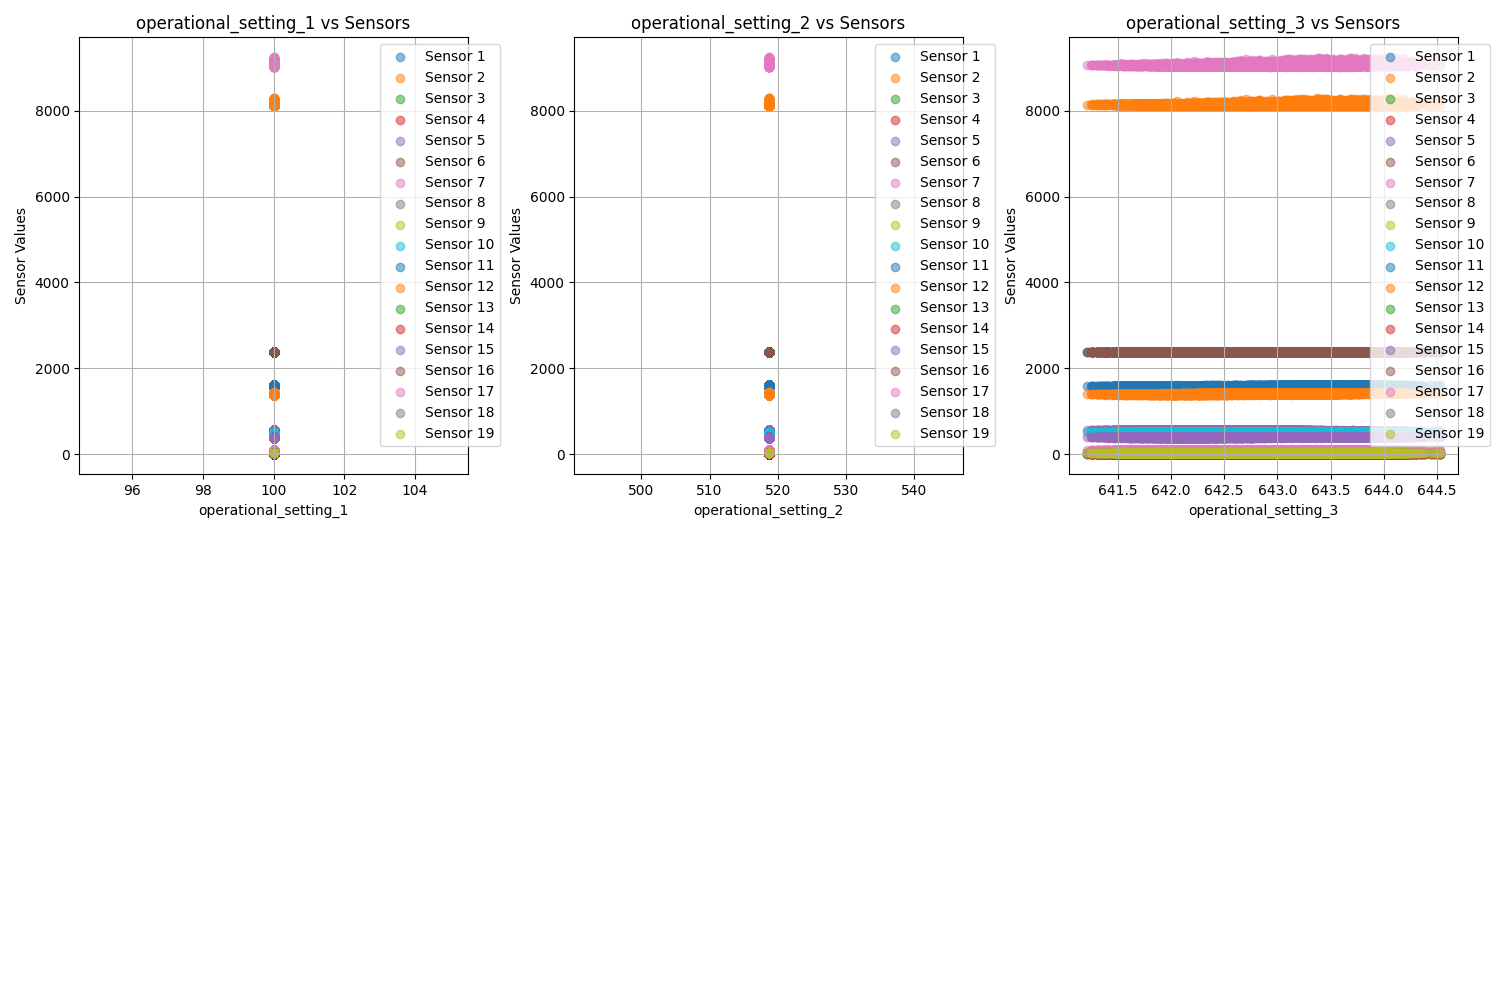 operational_setting_1 vs Sensors
Sensor Values
8000
6000
4000
2000
0
96
98
100
102
104
operational_setting_1
Sensor 1
Sensor 2
Sensor 3
Sensor 4
Sensor 5
Sensor 6
Sensor 7
Sensor 8
Sensor 9
Sensor 10
Sensor 11
Sensor 12
Sensor 13
Sensor 14
Sensor 15
Sensor 16
Sensor 17
Sensor 18
Sensor 19
operational_setting_2 vs Sensors
Sensor Values
8000
6000
4000
2000
0
500
510
520
530
540
operational_setting_2
Sensor 1
Sensor 2
Sensor 3
Sensor 4
Sensor 5
Sensor 6
Sensor 7
Sensor 8
Sensor 9
Sensor 10
Sensor 11
Sensor 12
Sensor 13
Sensor 14
Sensor 15
Sensor 16
Sensor 17
Sensor 18
Sensor 19
operational_setting_3 vs Sensors
Sensor Values
8000
6000
4000
2000
0
641.5
642.0
642.5
643.0
643.5
644.0
644.5
operational_setting_3
Sensor 1
Sensor 2
Sensor 3
Sensor 4
Sensor 5
Sensor 6
Sensor 7
Sensor 8
Sensor 9
Sensor 10
Sensor 11
Sensor 12
Sensor 13
Sensor 14
Sensor 15
Sensor 16
Sensor 17
Sensor 18
Sensor 19